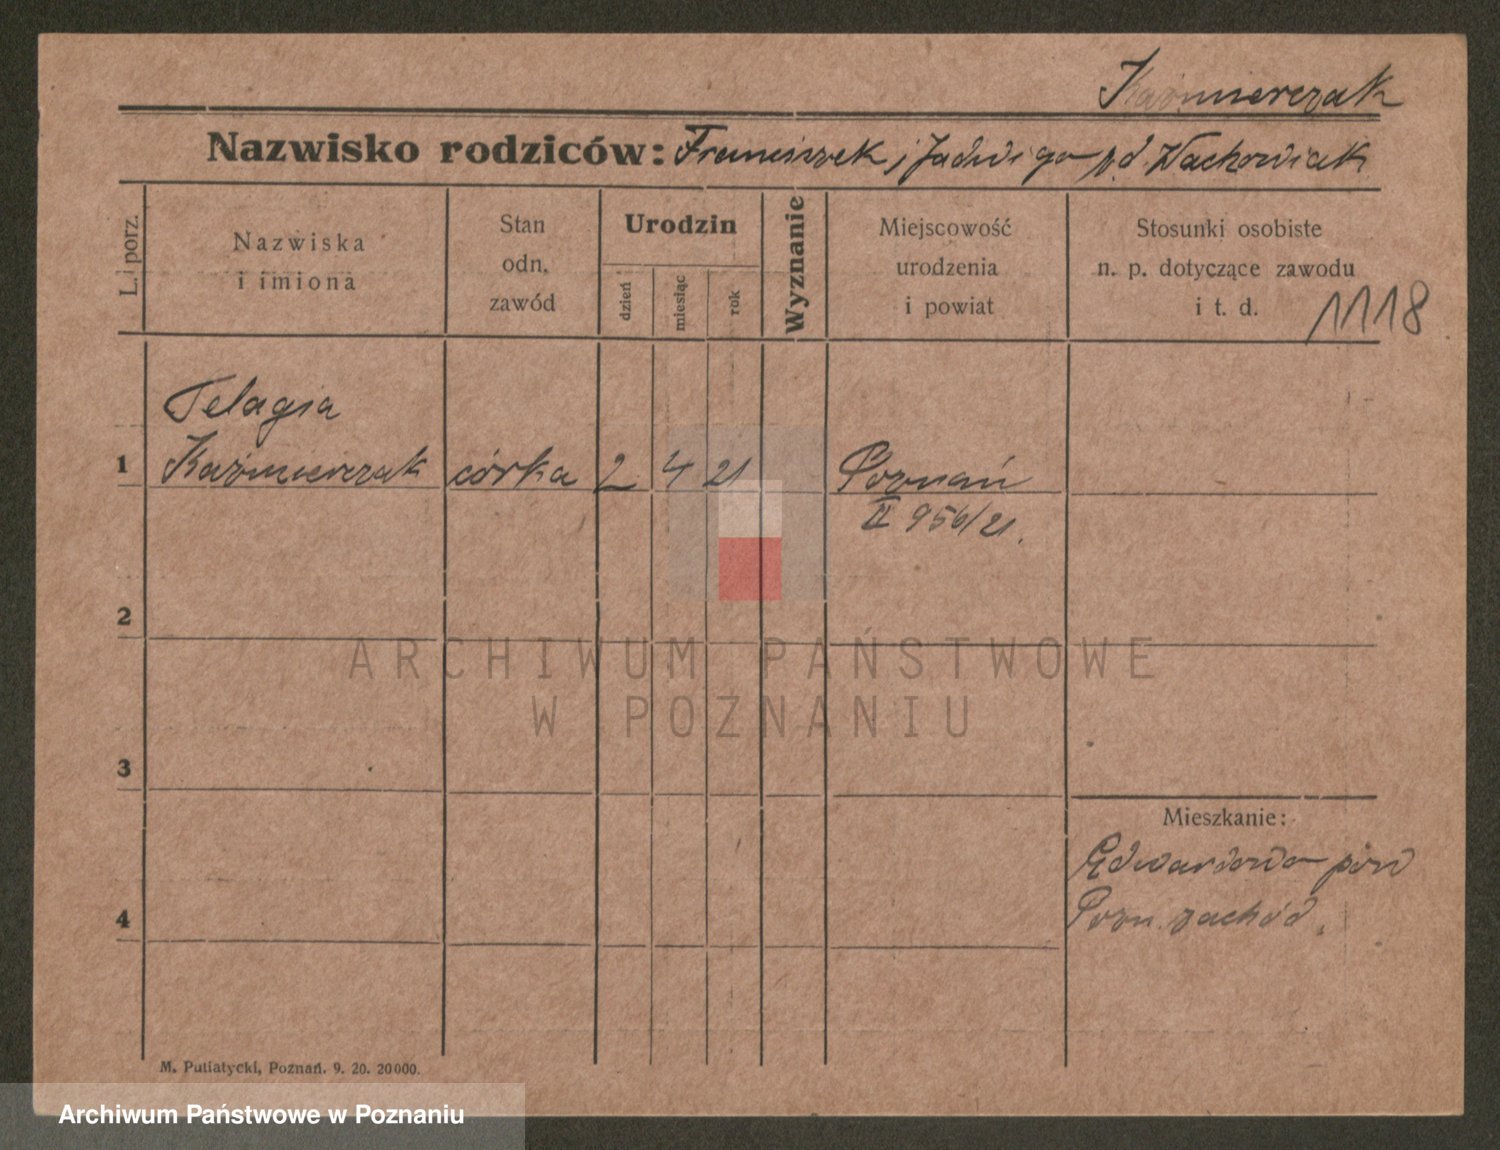 Kaźmierczak
Nazwisko rodziców: Franciszek, Jadwiga z d. Wachowiak
L. i porz.
Nazwiska
i imiona
Stan
odn.
zawód
Urodzin
dzień
miesiąc
rok
Wyznanie
Miejscowość
urodzenia
i powiat
Stosunki osobiste
n. p. dotyczące zawodu
i t. d.
1118
Pelagia
1 Kaźmierczak córka 2 4 21 Poznań
II 956/21.
2
ARCHIWUM PAŃSTWOWE
W POZNANIU
3
Mieszkanie:
Edwardowo pow
Pozn. zachód.
4
M. Putiatycki, Poznań. 9. 20. 20000.
Archiwum Państwowe w Poznaniu